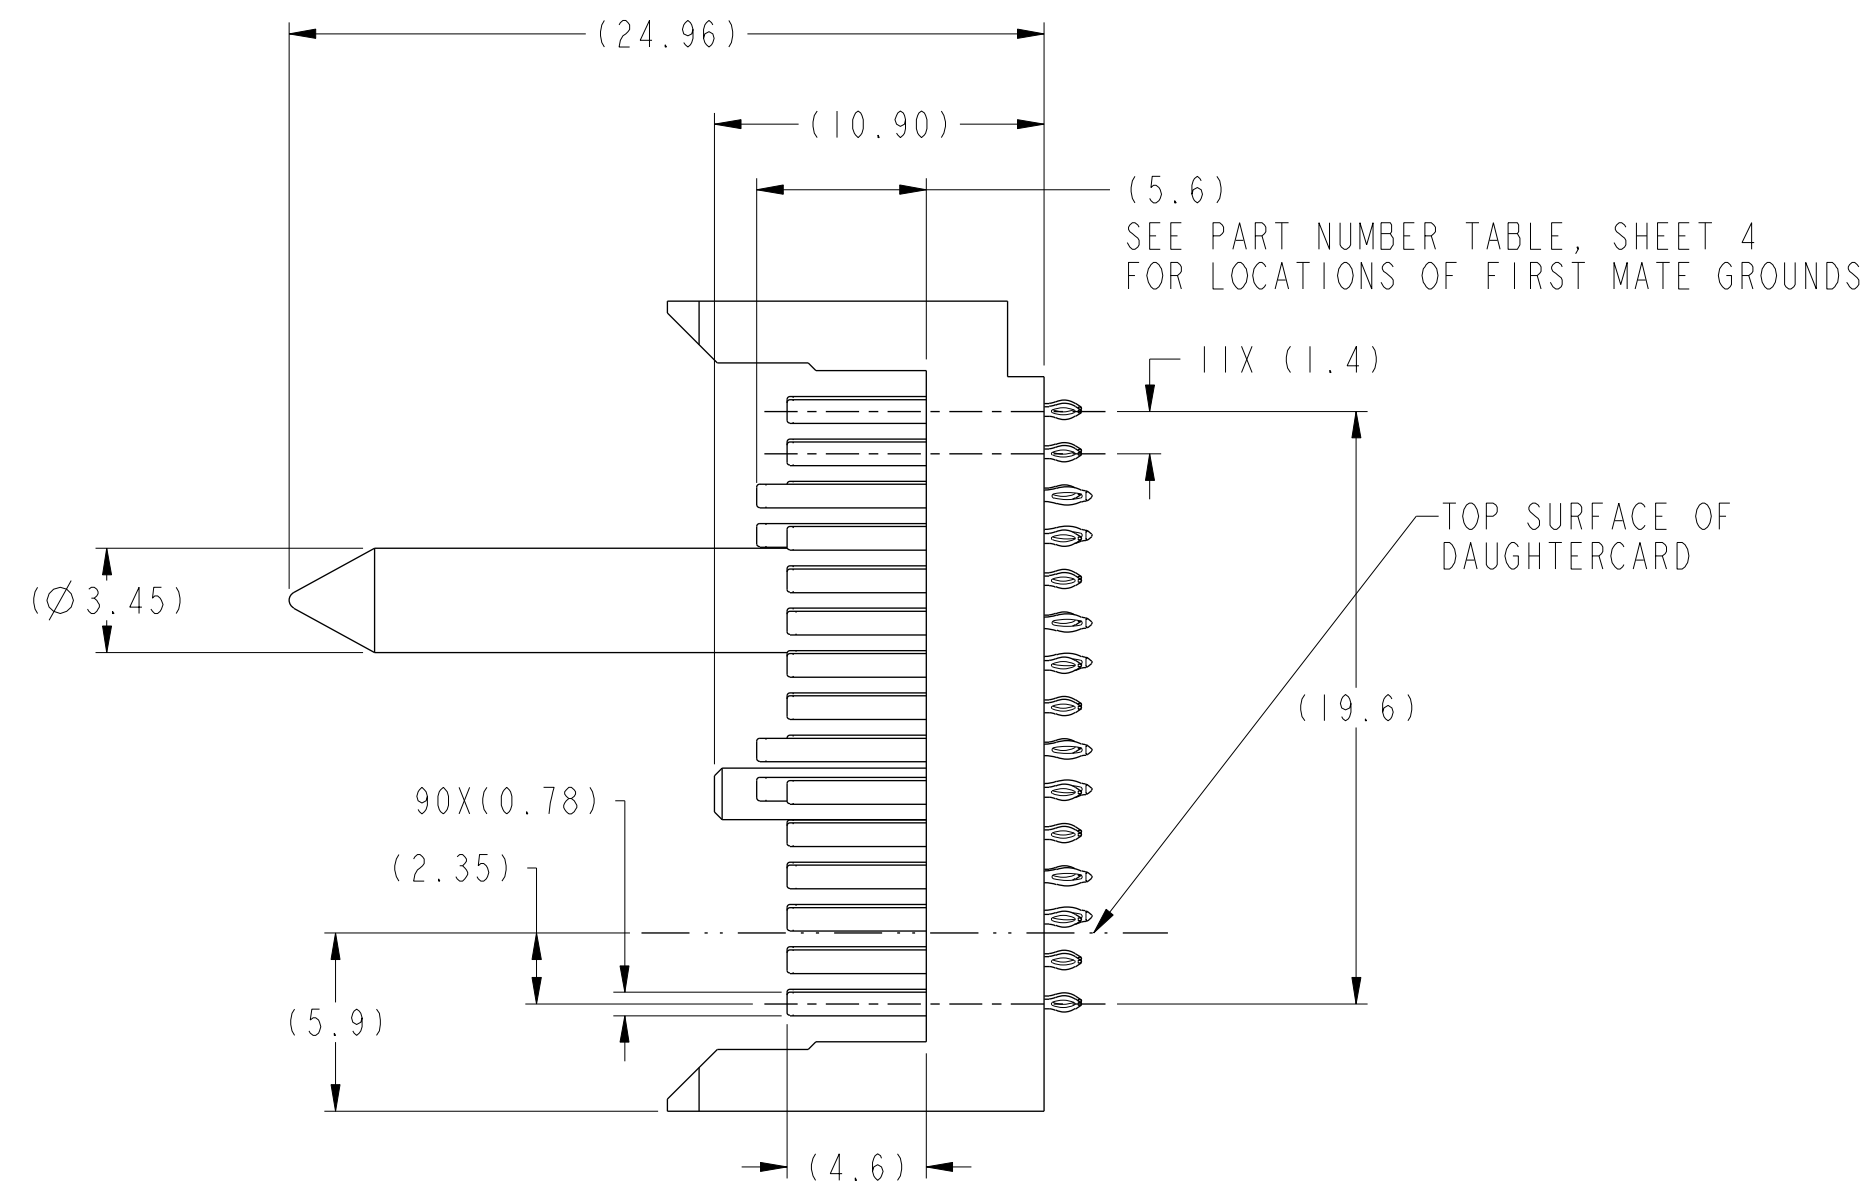 (24.96)
(10.90)
(5.6)
SEE PART NUMBER TABLE, SHEET 4
FOR LOCATIONS OF FIRST MATE GROUNDS
11X (1.4)
TOP SURFACE OF
DAUGHTERCARD
(Ø3.45)
(19.6)
90X(0.78)
(2.35)
(5.9)
(4.6)